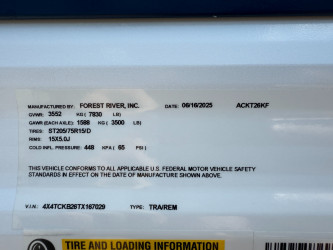 MANUFACTURED BY: FOREST RIVER, INC. DATE: 06/16/2025 ACKT26KF
GVWR: 3552 KG ( 7830 LB)
GAWR (EACH AXLE): 1588 KG ( 3500 LB)
TIRES: ST205/75R15/D
RIMS: 15X5.0J
COLD INFL. PRESSURE: 448 KPA ( 65 PSI )
THIS VEHICLE CONFORMS TO ALL APPLICABLE U.S. FEDERAL MOTOR VEHICLE SAFETY
STANDARDS IN EFFECT ON THE DATE OF MANUFACTURE SHOWN ABOVE.
V.I.N.: 4X4TCKB26TX167029 TYPE: TRA/REM
TIRE AND LOADING INFORMATION